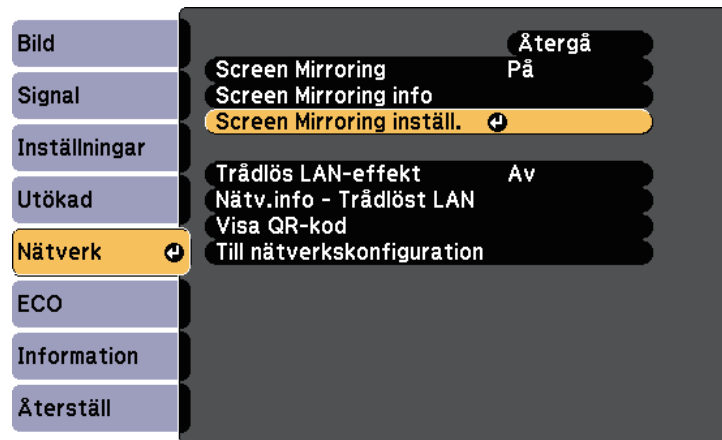 Bild
Signal
Inställningar
Utökad
Nätverk
ECO
Information
Återställ
Återgå
Screen Mirroring På
Screen Mirroring info
Screen Mirroring inställ.
Trådlös LAN-effekt Av
Nätv.info - Trådlöst LAN
Visa QR-kod
Till nätverkskonfiguration